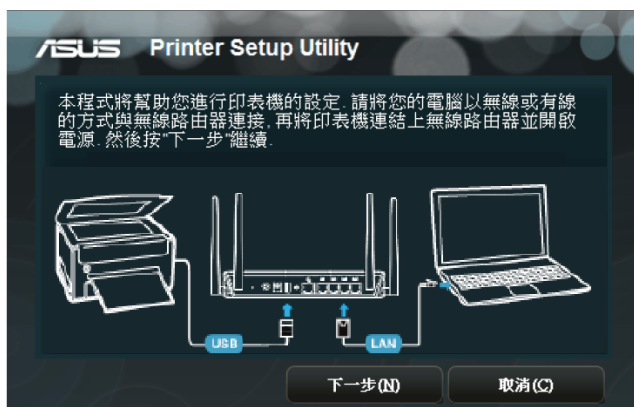 ASUS Printer Setup Utility
本程式將幫助您進行印表機的設定. 請將您的電腦以無線或有線
的方式與無線路由器連接, 再將印表機連結上無線路由器並開啟
電源. 然後按"下一步"繼續.
USB
LAN
下一步(N)
取消(C)